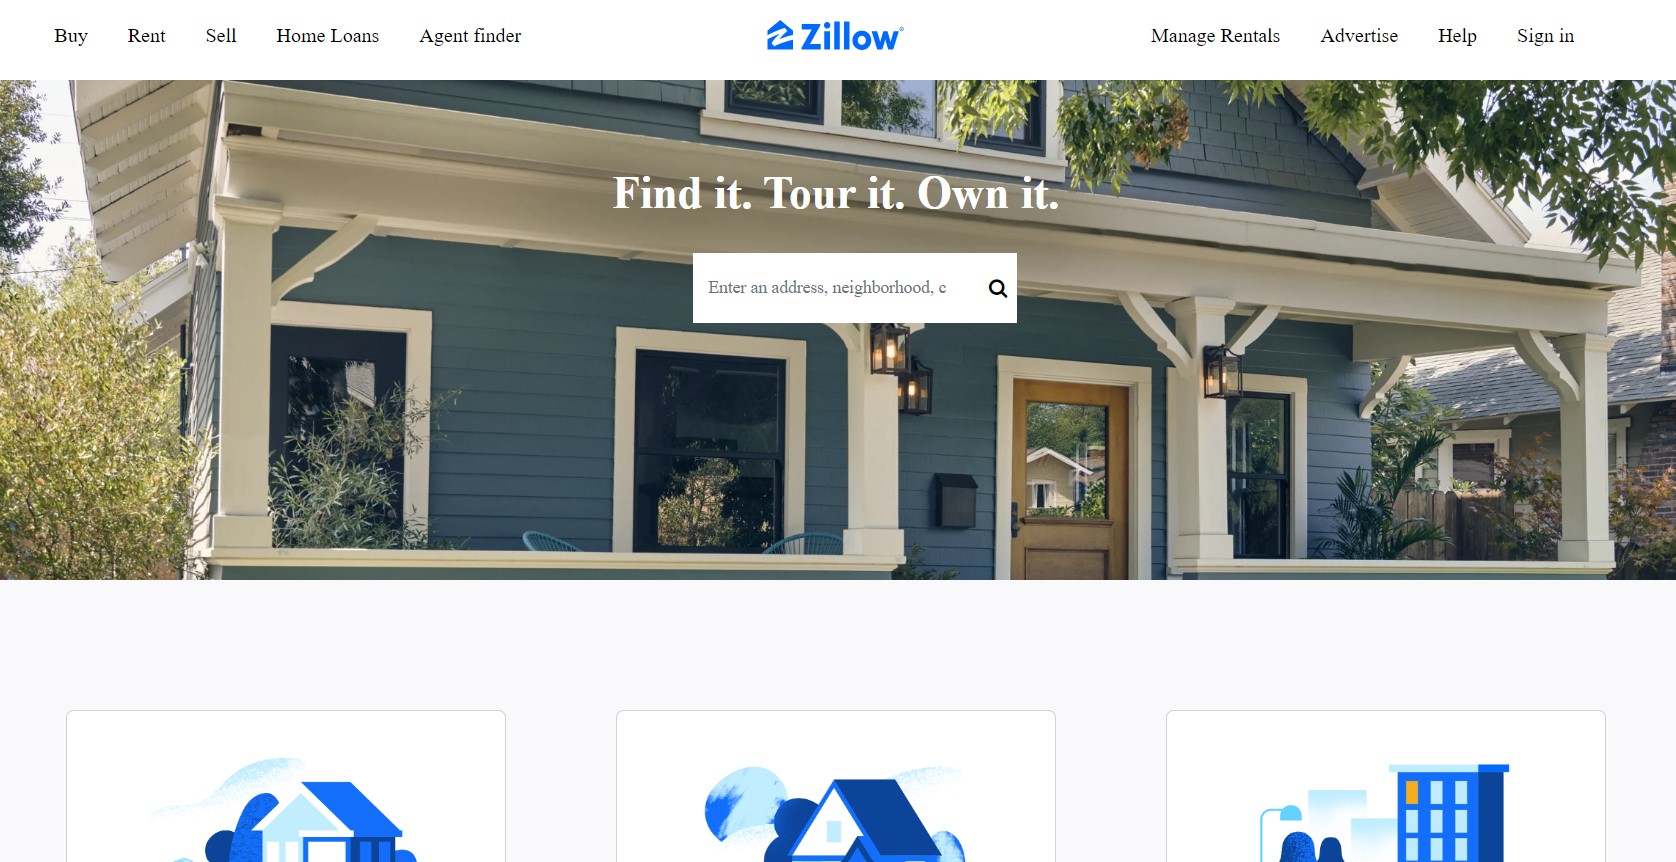 Buy Rent Sell Home Loans Agent finder Zillow® Manage Rentals Advertise Help Sign in
Find it. Tour it. Own it.
Enter an address, neighborhood, c